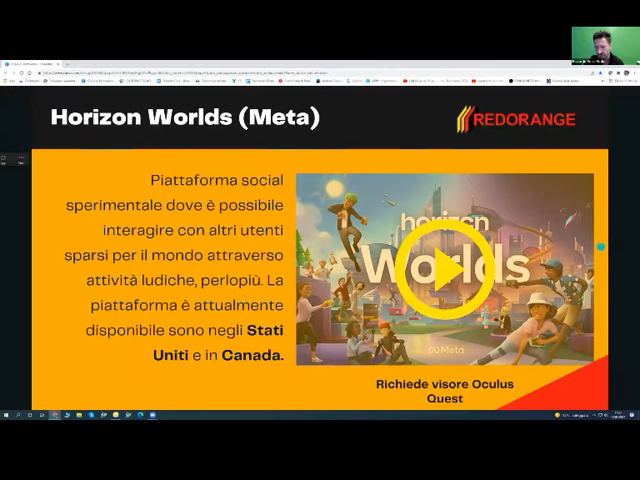 Horizon Worlds (Meta)
REDORANGE
Piattaforma social
sperimentale dove è possibile
interagire con altri utenti
sparsi per il mondo attraverso
attività ludiche, perlopiù. La
piattaforma è attualmente
disponibile sono negli Stati
Uniti e in Canada.
horizon
Worlds
Meta
Richiede visore Oculus
Quest